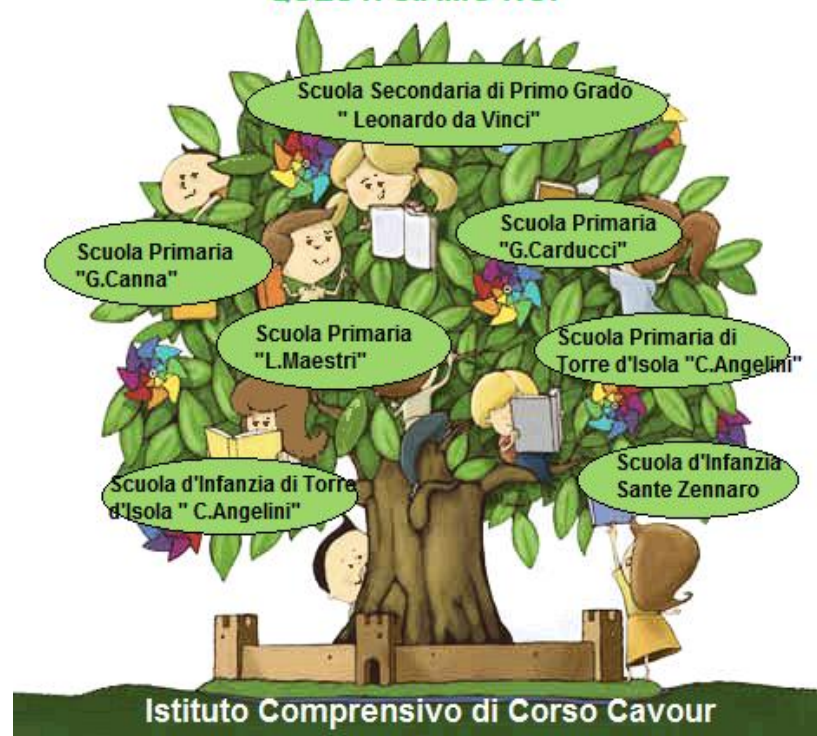 Scuola Secondaria di Primo Grado
" Leonardo da Vinci"
Scuola Primaria
"G.Carducci"
Scuola Primaria
"G.Canna"
Scuola Primaria
"L.Maestri"
Scuola Primaria di
Torre d'Isola "C.Angelini"
Scuola d'Infanzia di Torre
d'Isola " C.Angelini"
Scuola d'Infanzia
Sante Zennaro
Istituto Comprensivo di Corso Cavour